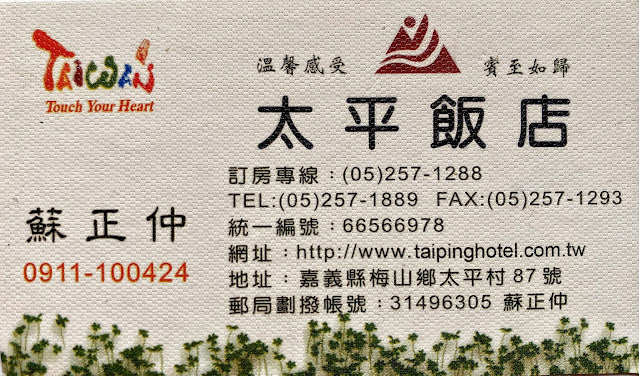 TAIWAN
Touch Your Heart
溫馨感受 賓至如歸
太平飯店
訂房專線：(05)257-1288
TEL:(05)257-1889 FAX:(05)257-1293
統一編號：66566978
網址：http://www.taipinghotel.com.tw
地址：嘉義縣梅山鄉太平村87號
郵局劃撥帳號：31496305 蘇正仲
蘇正仲
0911-100424